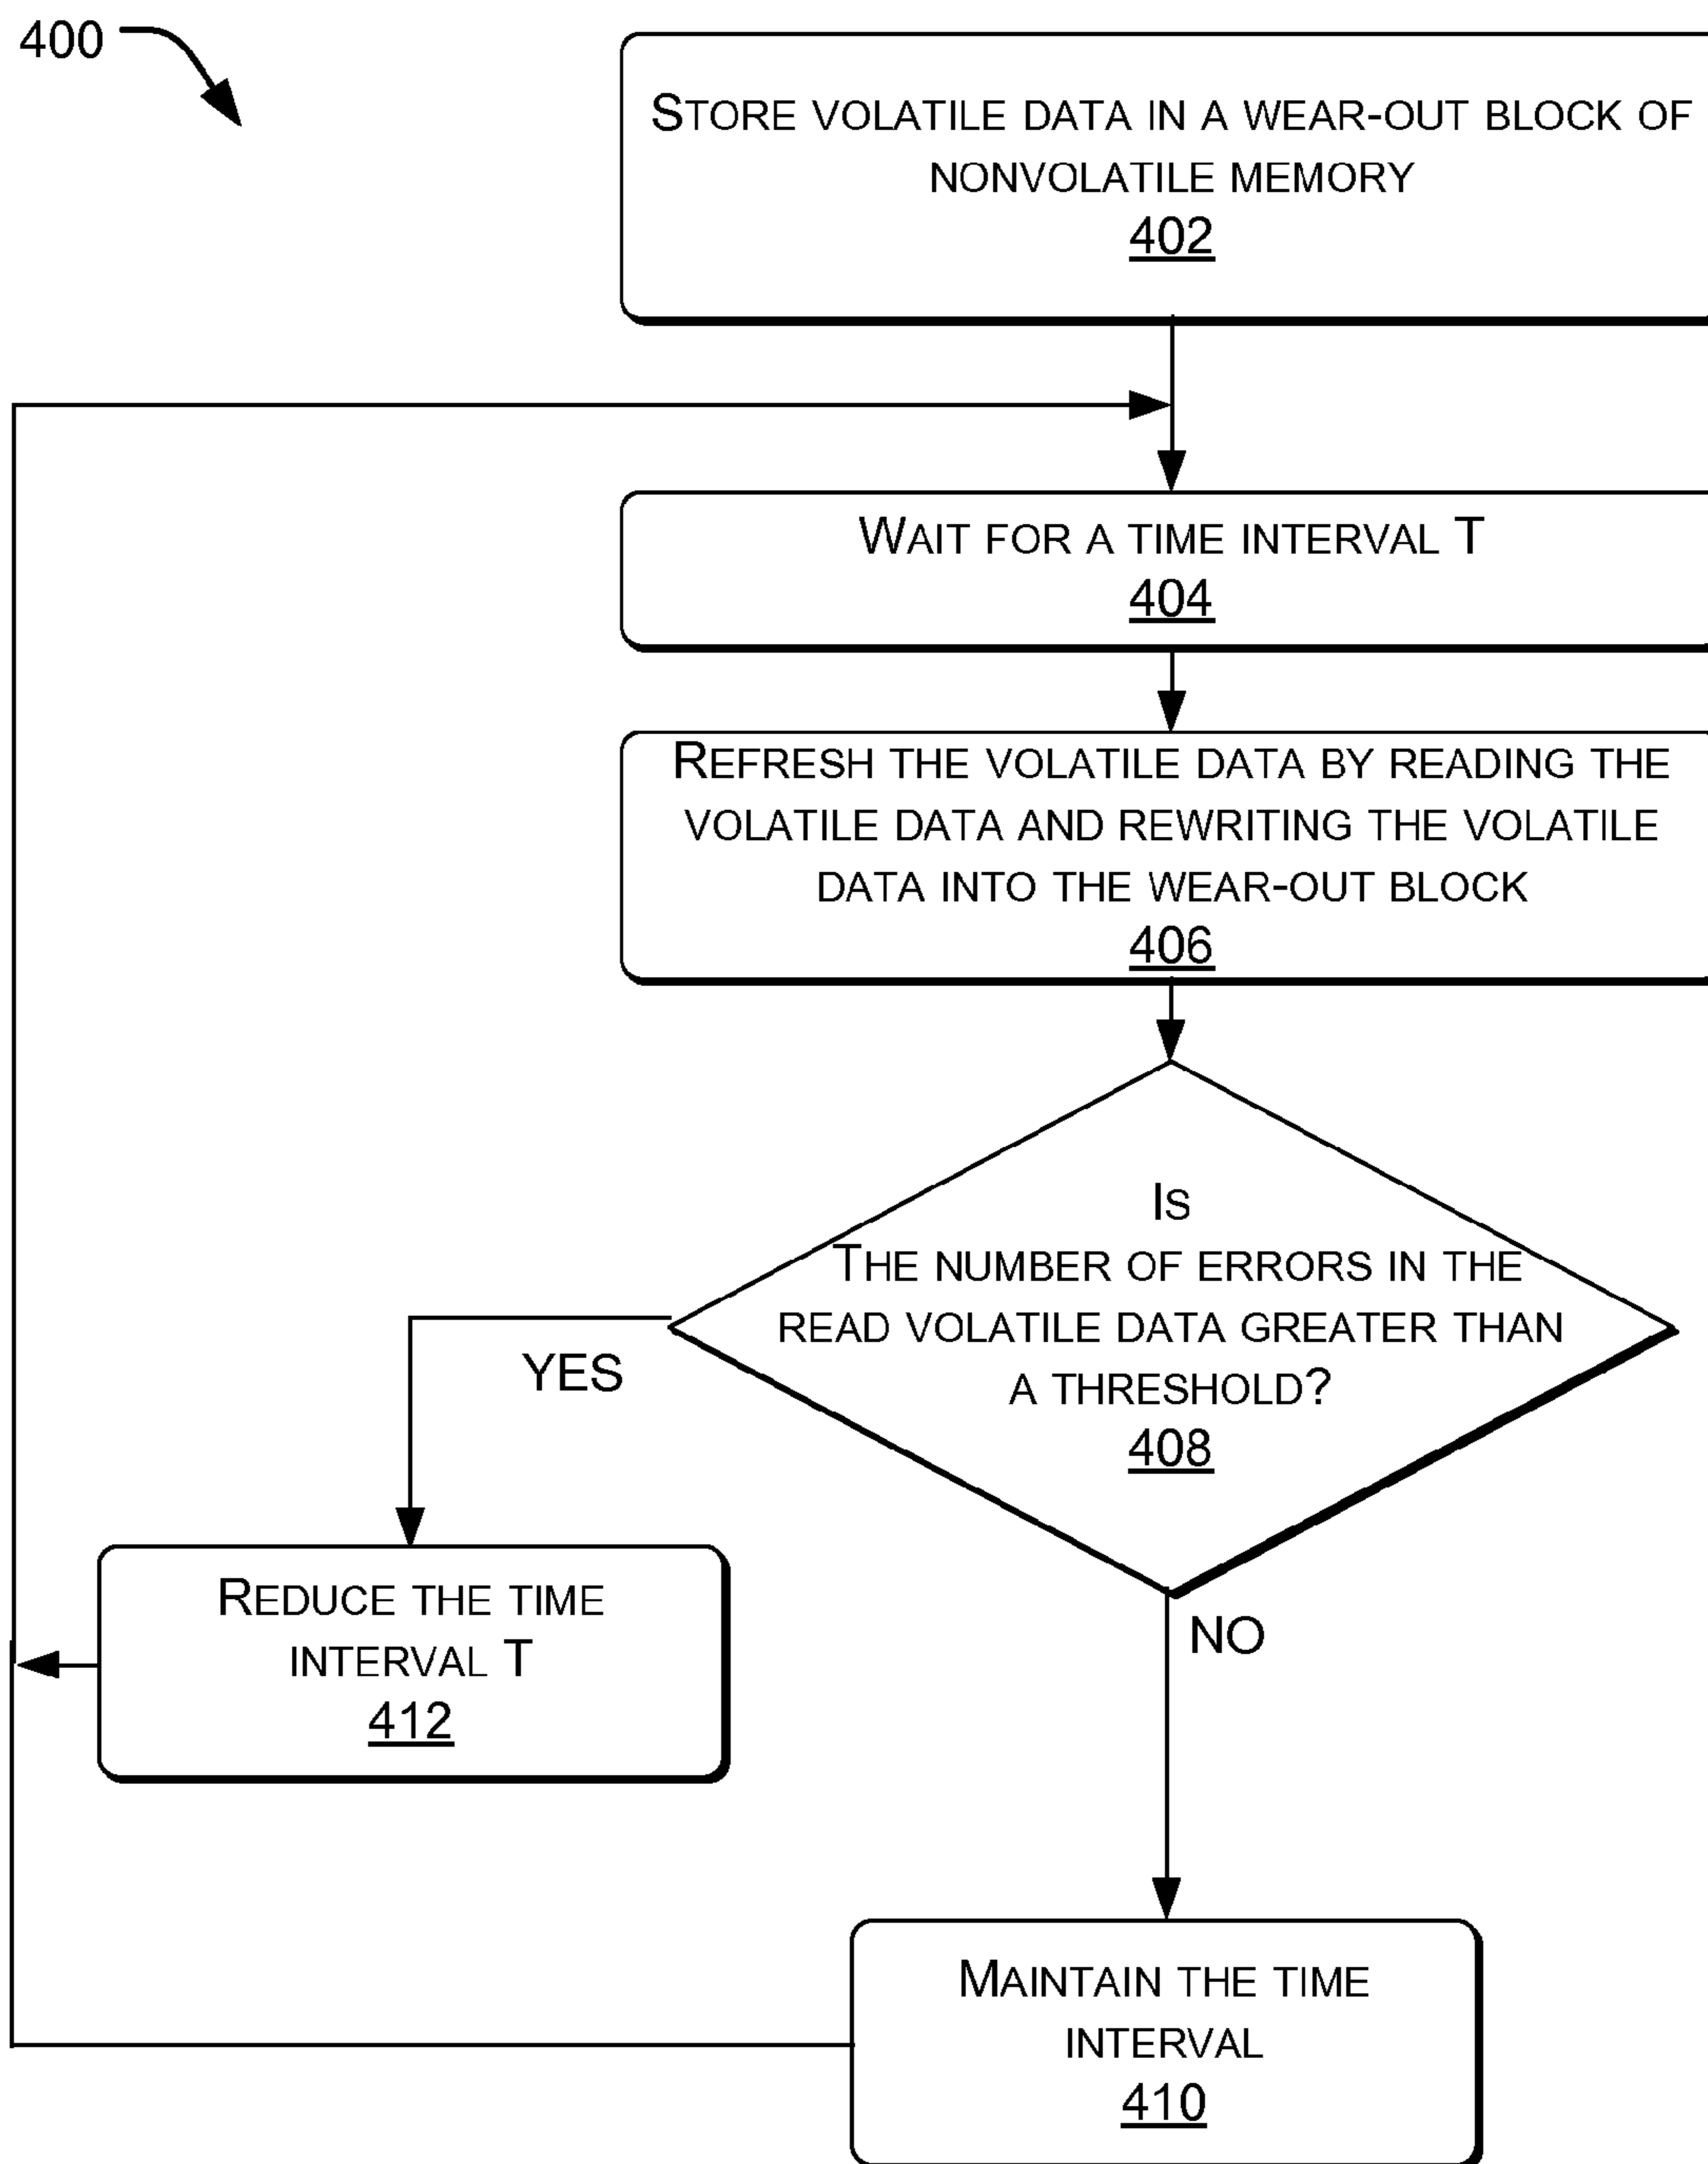 400
STORE VOLATILE DATA IN A WEAR-OUT BLOCK OF
NONVOLATILE MEMORY
402
WAIT FOR A TIME INTERVAL T
404
REFRESH THE VOLATILE DATA BY READING THE
VOLATILE DATA AND REWRITING THE VOLATILE
DATA INTO THE WEAR-OUT BLOCK
406
IS
THE NUMBER OF ERRORS IN THE
READ VOLATILE DATA GREATER THAN
A THRESHOLD?
408
YES
REDUCE THE TIME
INTERVAL T
412
NO
MAINTAIN THE TIME
INTERVAL
410